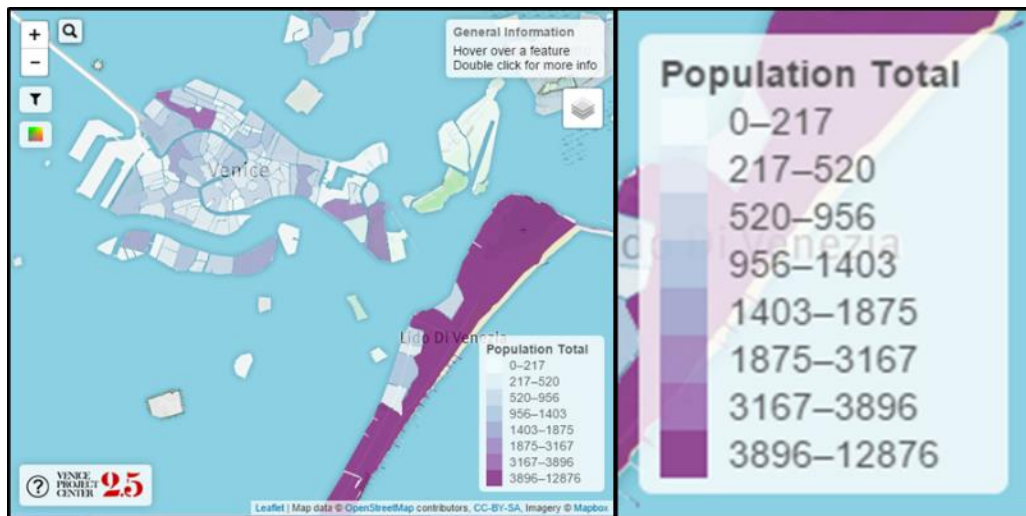 +
−
General Information
Hover over a feature
Double click for more info
Venice
Lido Di Venezia
Population Total
0–217
217–520
520–956
956–1403
1403–1875
1875–3167
3167–3896
3896–12876
?
VENICE
PROJECT
CENTER
2.5
Leaflet | Map data © OpenStreetMap contributors, CC-BY-SA, Imagery © Mapbox
Population Total
0–217
217–520
520–956
956–1403
1403–1875
1875–3167
3167–3896
3896–12876